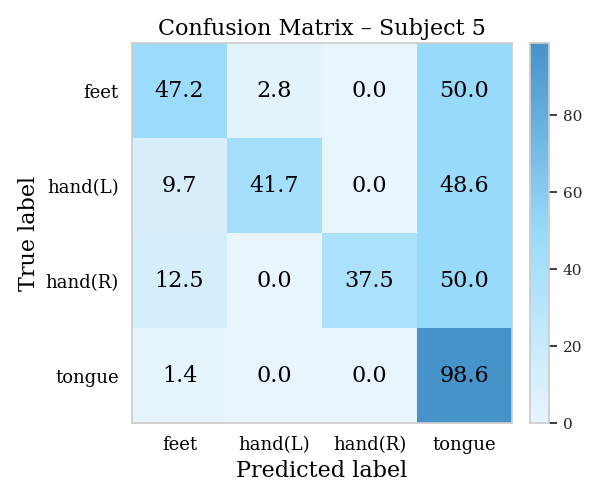 Confusion Matrix – Subject 5
True label
feet 47.2 2.8 0.0 50.0
hand(L) 9.7 41.7 0.0 48.6
hand(R) 12.5 0.0 37.5 50.0
tongue 1.4 0.0 0.0 98.6
feet hand(L) hand(R) tongue
Predicted label
80
60
40
20
0